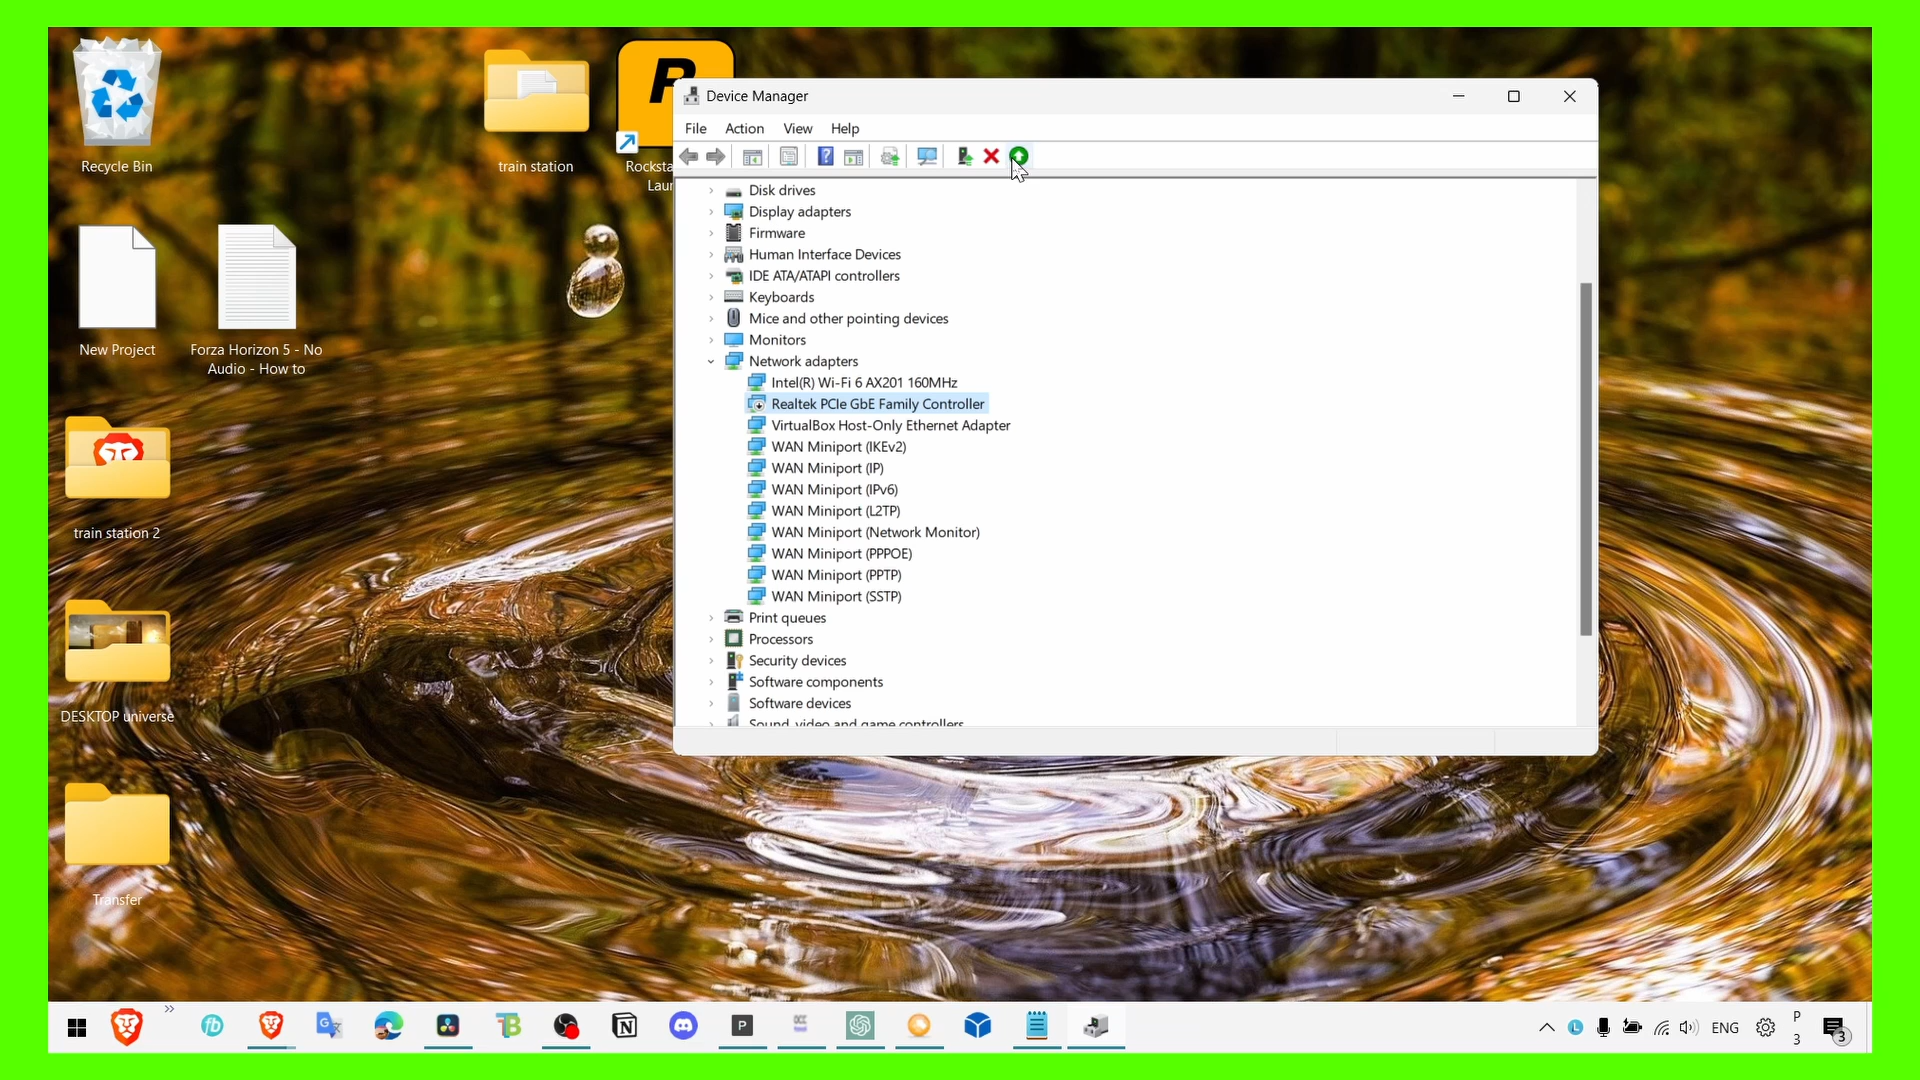 Recycle Bin
train station
R
Rocksta
Laun
New Project
Forza Horizon 5 - No
Audio - How to
train station 2
DESKTOP universe
Transfer
Device Manager
File Action View Help
Disk drives
Display adapters
Firmware
Human Interface Devices
IDE ATA/ATAPI controllers
Keyboards
Mice and other pointing devices
Monitors
Network adapters
Intel(R) Wi-Fi 6 AX201 160MHz
Realtek PCIe GbE Family Controller
VirtualBox Host-Only Ethernet Adapter
WAN Miniport (IKEv2)
WAN Miniport (IP)
WAN Miniport (IPv6)
WAN Miniport (L2TP)
WAN Miniport (Network Monitor)
WAN Miniport (PPPOE)
WAN Miniport (PPTP)
WAN Miniport (SSTP)
Print queues
Processors
Security devices
Software components
Software devices
Sound, video and game controllers
ENG
P
3
3